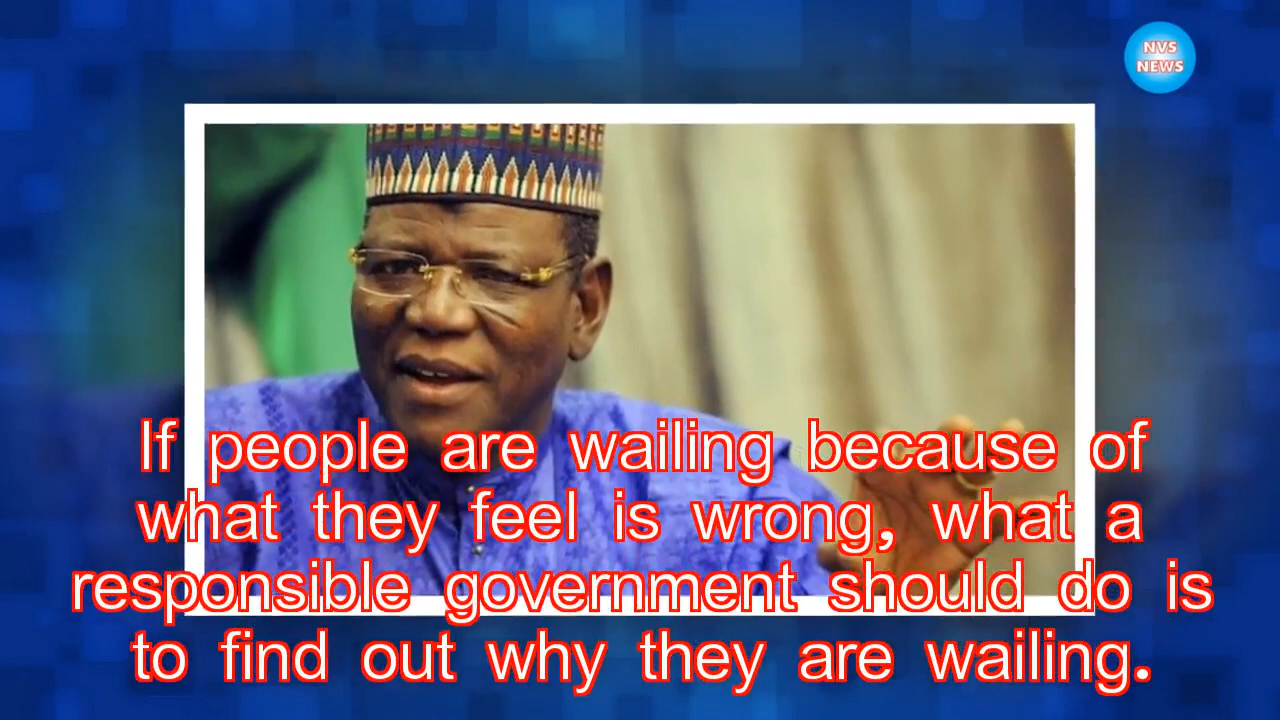 NVS
NEWS
If people are wailing because of
what they feel is wrong, what a
responsible government should do is
to find out why they are wailing.